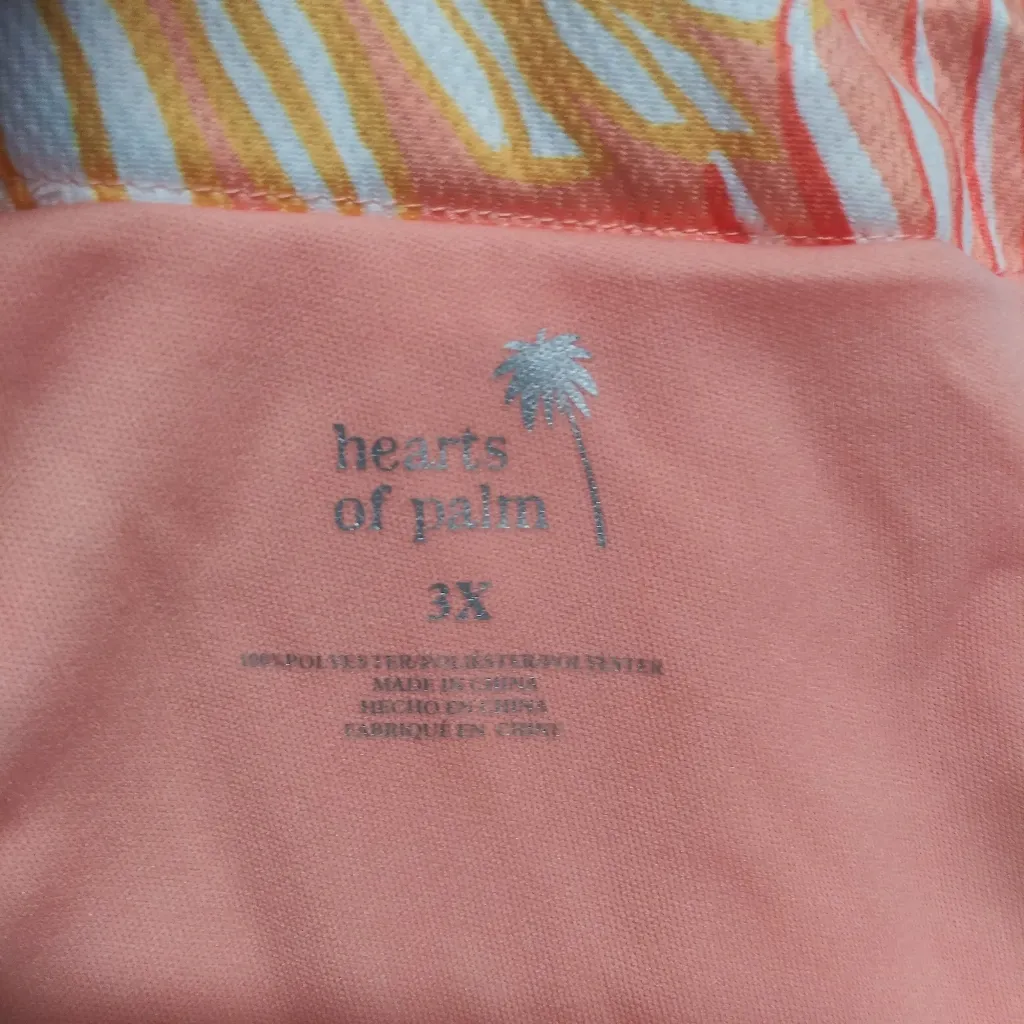 hearts
of palm
3X
100%POLYESTER/POLIÉSTER/POLYESTER
MADE IN CHINA
HECHO EN CHINA
FABRIQUÉ EN CHINE